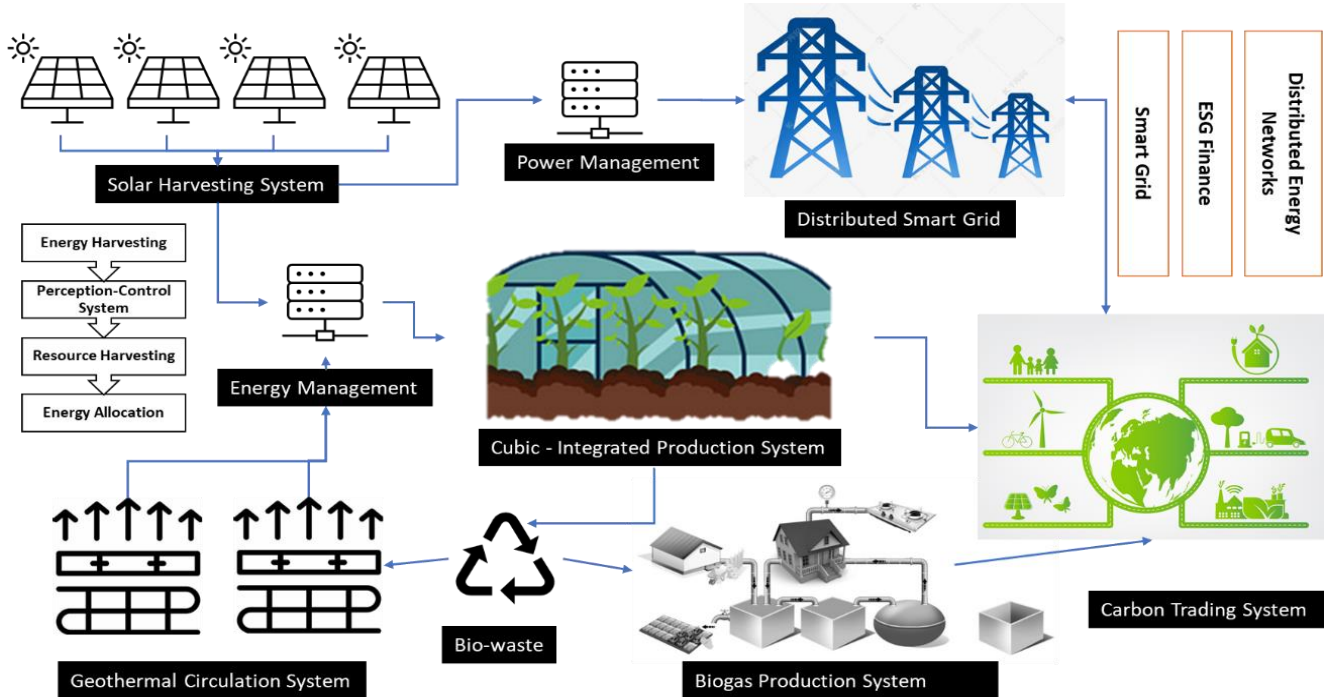 Solar Harvesting System
Power Management
Distributed Smart Grid
Smart Grid
ESG Finance
Distributed Energy
Networks
Energy Harvesting
Perception-Control
System
Resource Harvesting
Energy Allocation
Energy Management
Cubic - Integrated Production System
Geothermal Circulation System
Bio-waste
Biogas Production System
Carbon Trading System